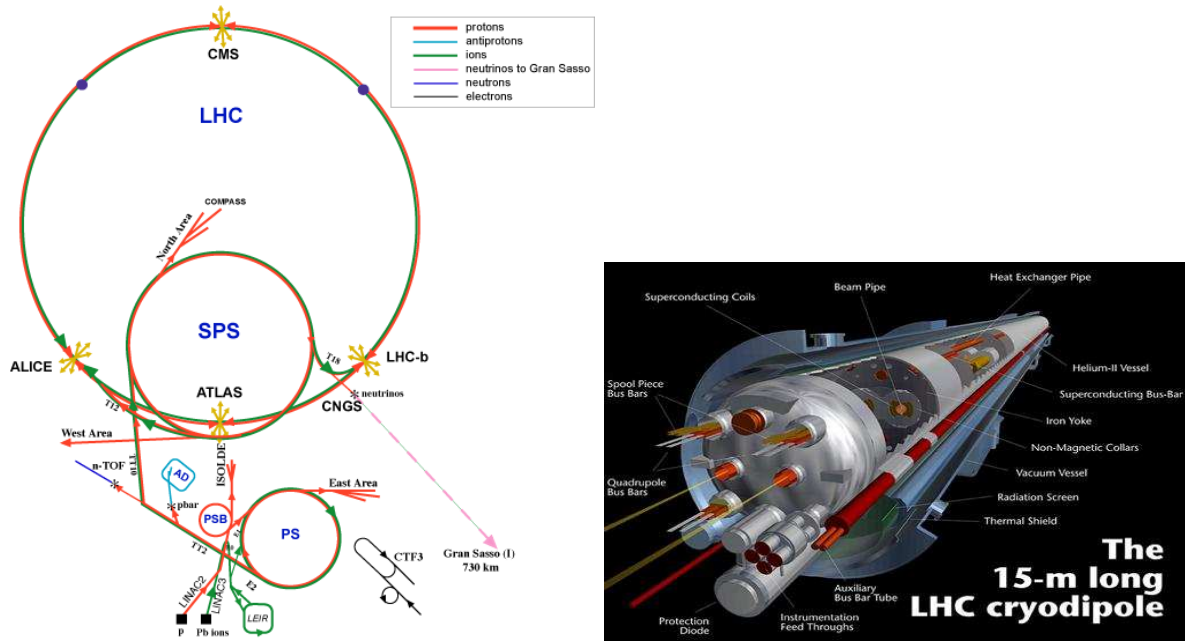 CMS
LHC
protons
antiprotons
ions
neutrinos to Gran Sasso
neutrons
electrons
COMPASS
North Area
SPS
ALICE
LHC-b
TI8
TI2
ATLAS
CNGS
neutrinos
West Area
TT10
ISOLDE
n-TOF
AD
pbar
PSB
East Area
PS
TT2
E2
LINAC2
LINAC3
LEIR
P
Pb ions
CTF3
Gran Sasso (I)
730 km
Superconducting Coils
Beam Pipe
Heat Exchanger Pipe
Spool Piece
Bus Bars
Helium-II Vessel
Superconducting Bus-Bar
Iron Yoke
Non-Magnetic Collars
Vacuum Vessel
Quadrupole
Bus Bars
Radiation Screen
Thermal Shield
Auxiliary
Bus Bar Tube
Protection
Diode
Instrumentation
Feed Throughs
The
15-m long
LHC cryodipole